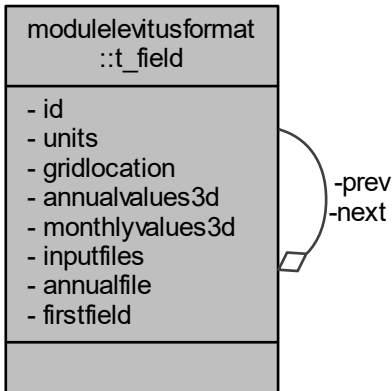 modulelevitusformat
::t_field
- id
- units
- gridlocation
- annualvalues3d
- monthlyvalues3d
- inputfiles
- annualfile
- firstfield
-prev
-next